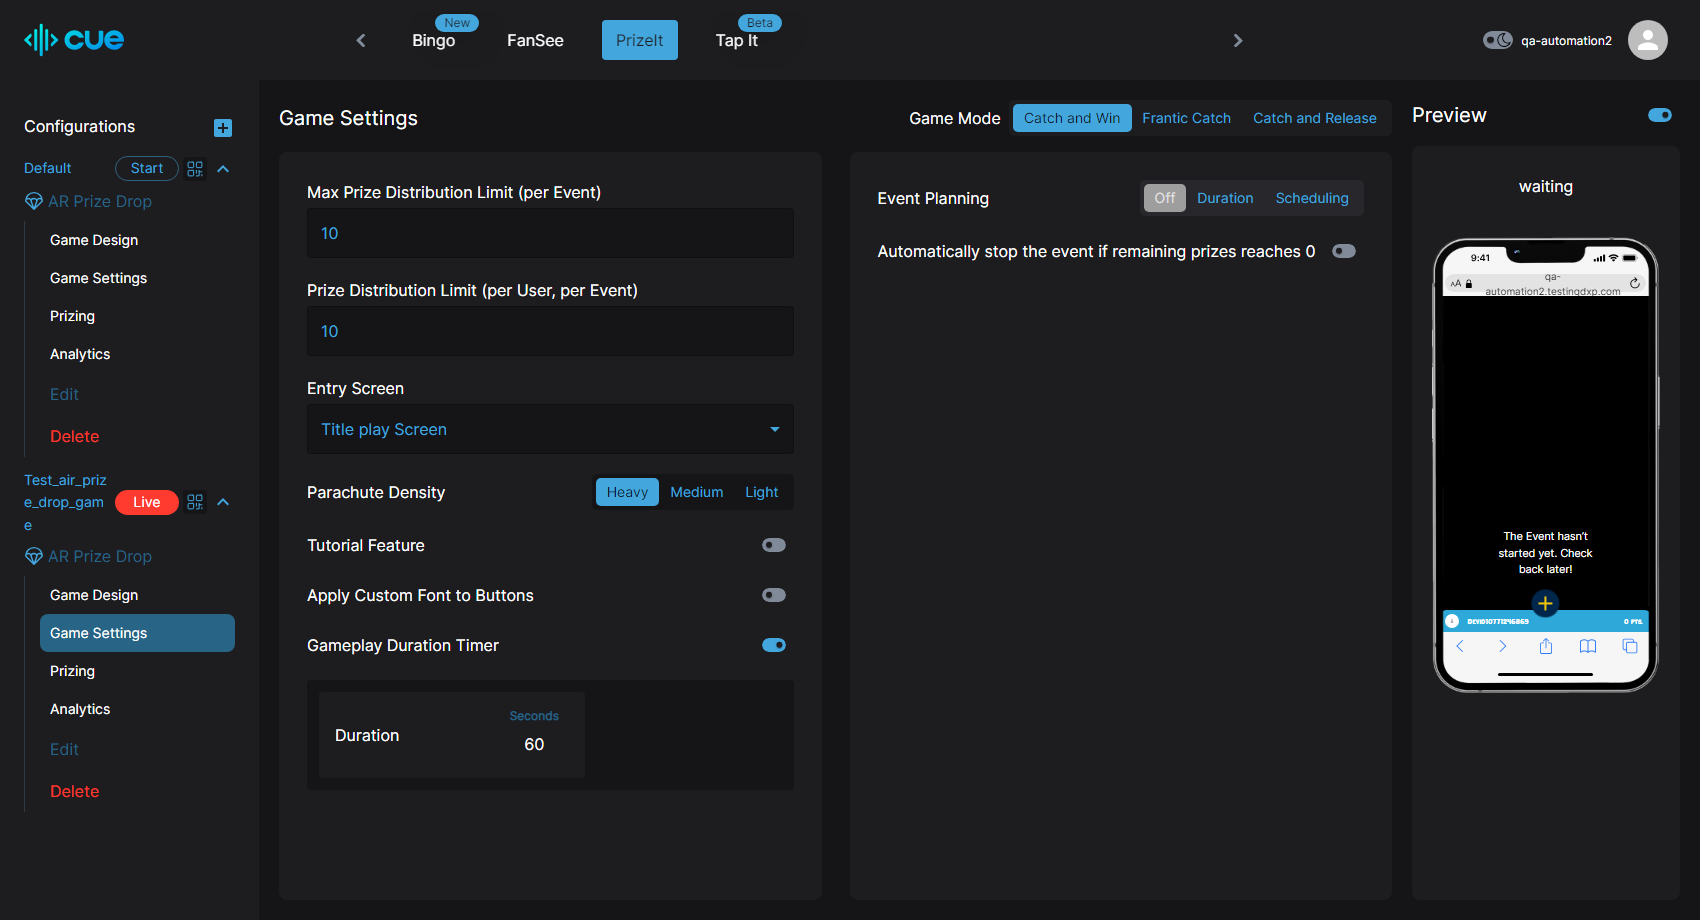 cue
New
Bingo
FanSee
PrizeIt
Beta
Tap It
qa-automation2
Configurations
Default
Start
AR Prize Drop
Game Design
Game Settings
Prizing
Analytics
Edit
Delete
Test_air_priz
e_drop_gam
e
Live
AR Prize Drop
Game Design
Game Settings
Prizing
Analytics
Edit
Delete
Game Settings
Game Mode
Catch and Win
Frantic Catch
Catch and Release
Max Prize Distribution Limit (per Event)
10
Prize Distribution Limit (per User, per Event)
10
Entry Screen
Title play Screen
Parachute Density
Heavy
Medium
Light
Tutorial Feature
Apply Custom Font to Buttons
Gameplay Duration Timer
Duration
Seconds
60
Event Planning
Off
Duration
Scheduling
Automatically stop the event if remaining prizes reaches 0
Preview
waiting
9:41
AA
qa-
automation2.testingdxp.com
The Event hasn't
started yet. Check
back later!
0 PTS.